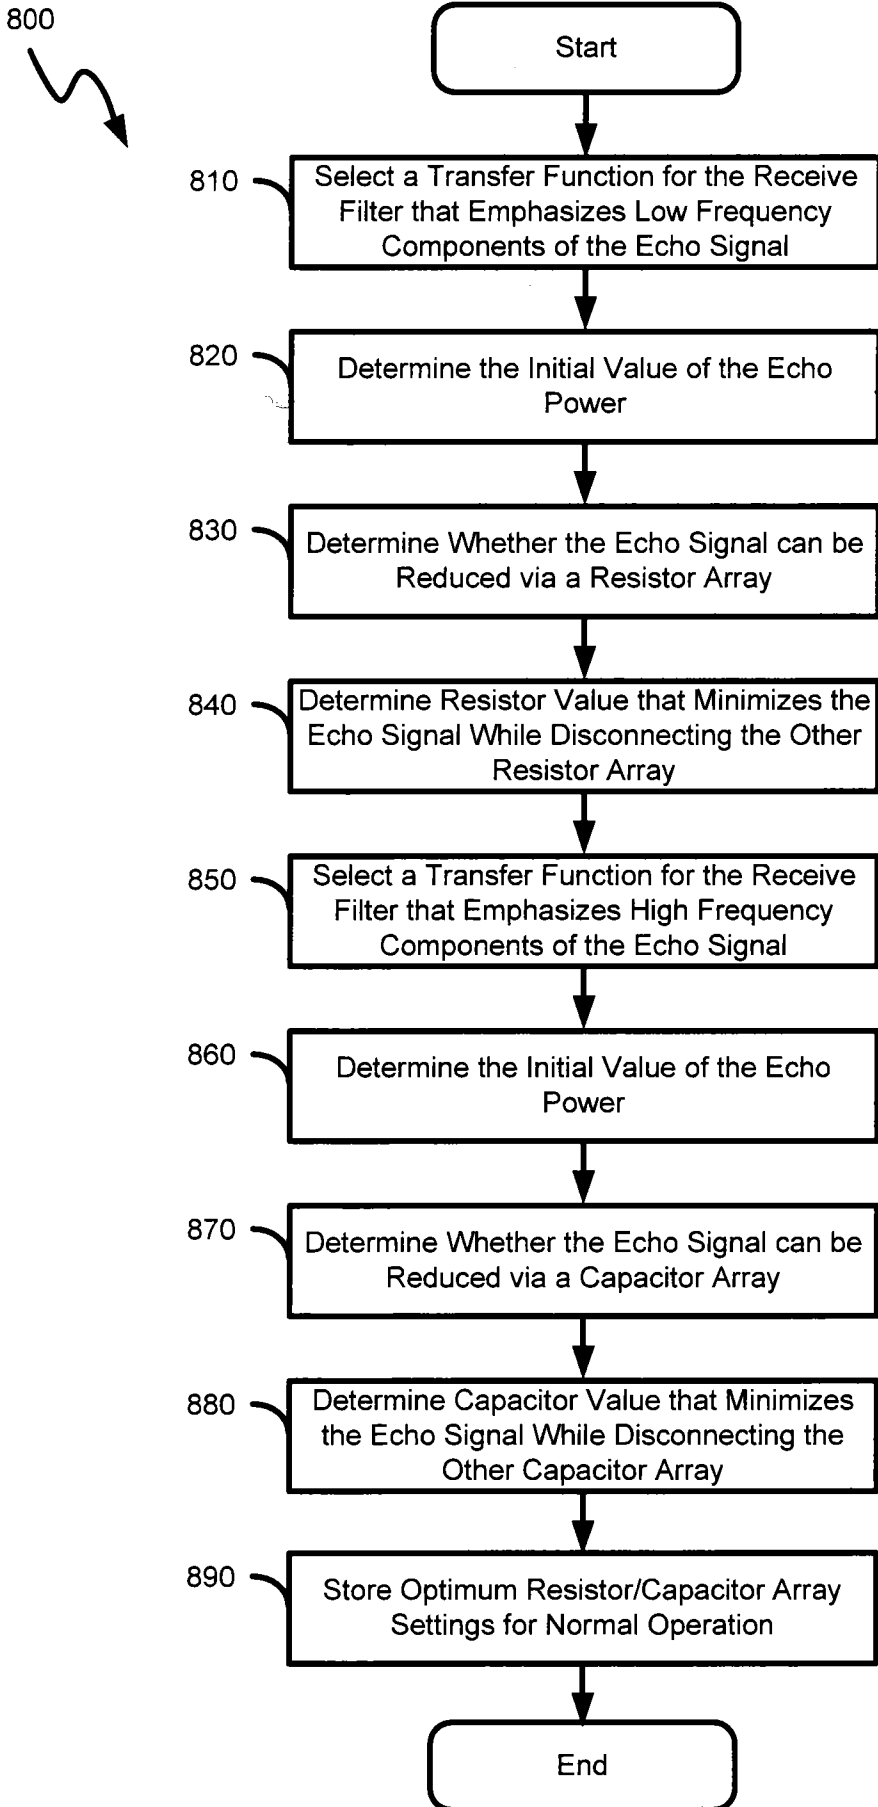 800
Start
810
Select a Transfer Function for the Receive
Filter that Emphasizes Low Frequency
Components of the Echo Signal
820
Determine the Initial Value of the Echo
Power
830
Determine Whether the Echo Signal can be
Reduced via a Resistor Array
840
Determine Resistor Value that Minimizes the
Echo Signal While Disconnecting the Other
Resistor Array
850
Select a Transfer Function for the Receive
Filter that Emphasizes High Frequency
Components of the Echo Signal
860
Determine the Initial Value of the Echo
Power
870
Determine Whether the Echo Signal can be
Reduced via a Capacitor Array
880
Determine Capacitor Value that Minimizes
the Echo Signal While Disconnecting the
Other Capacitor Array
890
Store Optimum Resistor/Capacitor Array
Settings for Normal Operation
End